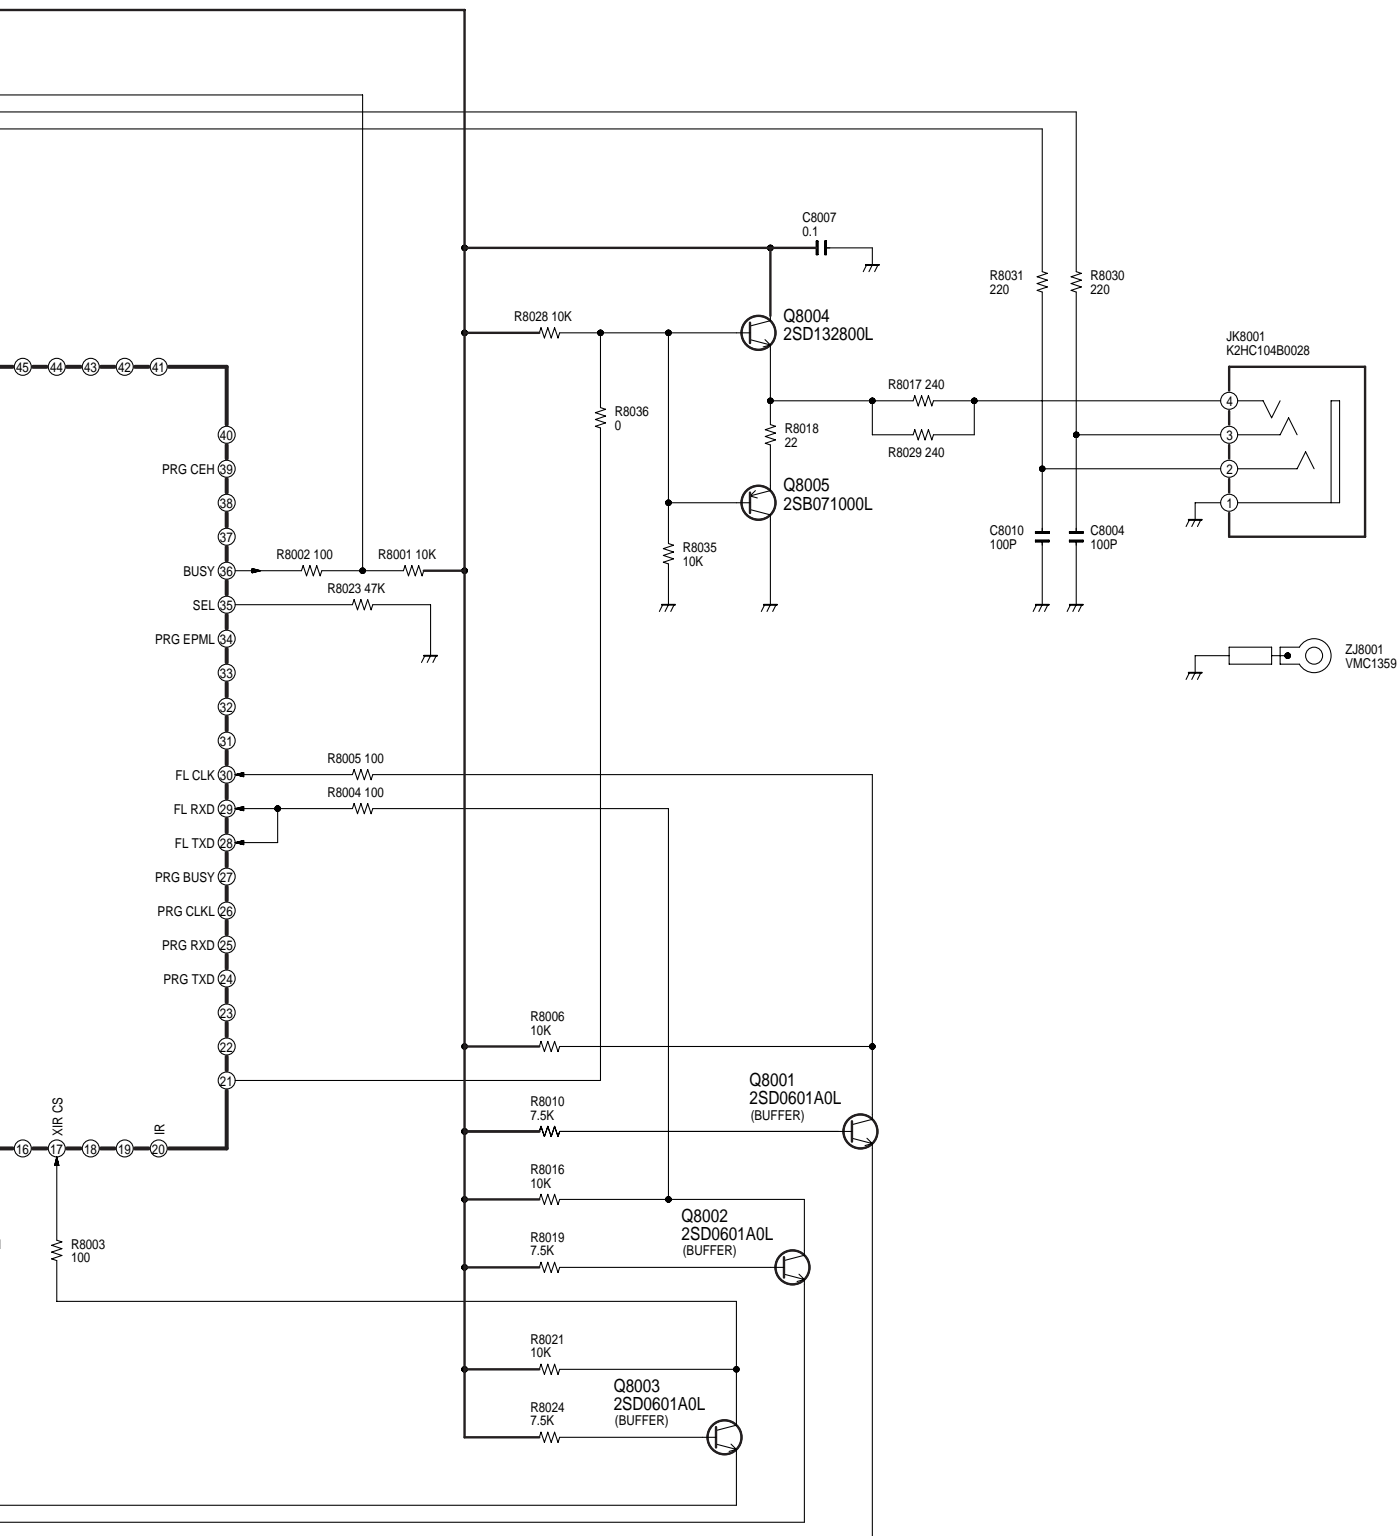 C8007
0.1
R8031
220
R8030
220
R8028 10K
Q8004
2SD132800L
JK8001
K2HC104B0028
45
44
43
42
41
R8017 240
4
R8036
0
R8018
22
40
3
R8029 240
PRG CEH 39
2
Q8005
2SB071000L
38
1
37
C8010
100P
C8004
100P
R8035
10K
R8002 100
R8001 10K
BUSY 36
R8023 47K
SEL 35
PRG EPML 34
ZJ8001
VMC1359
33
32
31
R8005 100
FL CLK 30
R8004 100
FL RXD 29
FL TXD 28
PRG BUSY 27
PRG CLKL 26
PRG RXD 25
PRG TXD 24
23
R8006
10K
22
21
Q8001
2SD0601A0L
(BUFFER)
R8010
7.5K
XIR CS
IR
16
17
18
19
20
R8016
10K
Q8002
2SD0601A0L
(BUFFER)
R8019
7.5K
R8003
100
R8021
10K
Q8003
2SD0601A0L
(BUFFER)
R8024
7.5K